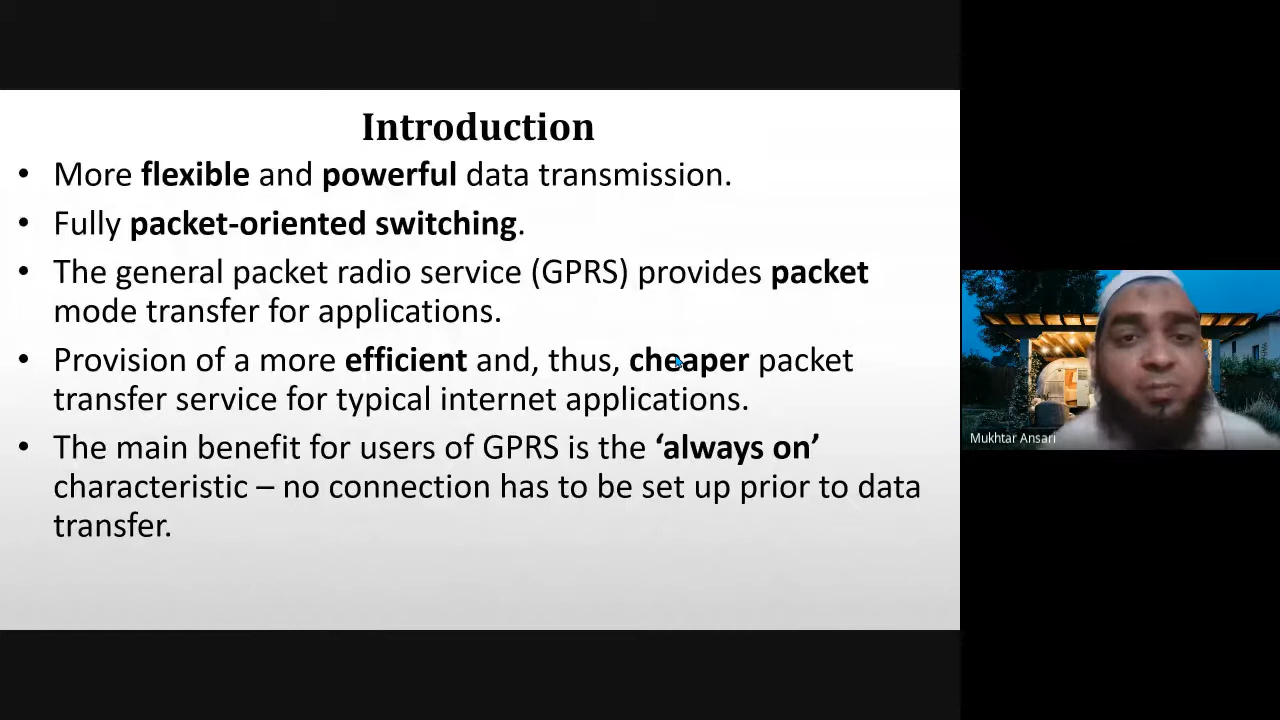 Introduction
• More flexible and powerful data transmission.
• Fully packet-oriented switching.
• The general packet radio service (GPRS) provides packet
mode transfer for applications.
• Provision of a more efficient and, thus, cheaper packet
transfer service for typical internet applications.
• The main benefit for users of GPRS is the ‘always on’
characteristic – no connection has to be set up prior to data
transfer.
Mukhtar Ansari